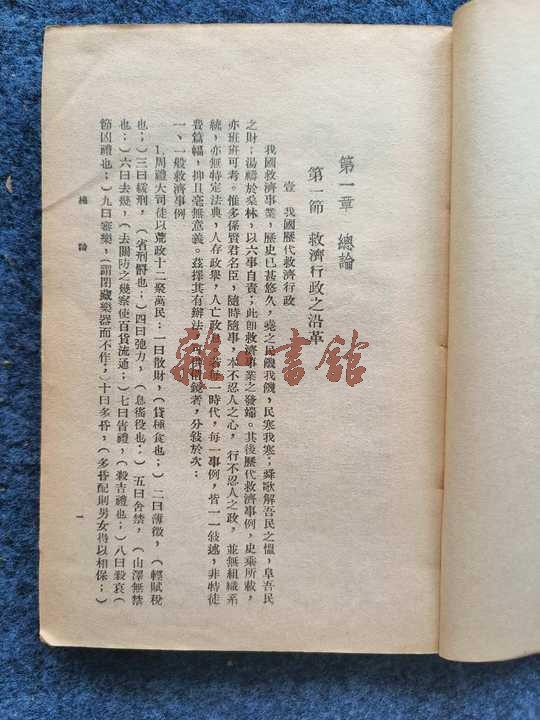 第一章 總論
第一節 救濟行政之沿革
壹 我國歷代救濟行政
我國救濟事業，歷史已甚悠久，堯之民饑我饑，民寒我寒；舜歌解吾民之慍，阜吾民
之財；湯禱於桑林，以六事自責；此卽救濟事業之發端。其後歷代救濟事例，史乘所載，
亦班班可考。惟多係賢君名臣，隨時隨事，本不忍人之心，行不忍人之政，並無組織系
統，亦無特定法典，人存政舉，人亡政息，若每一時代，每一事例，皆一一敍述，非特徒
費篇幅，抑且毫無意義。茲擇其有辦法，借鏡者，分敍於次：
一、一般救濟事例
1.周禮大司徒以荒政十二聚萬民：一曰散財，（貸種食也；）二曰薄徵，（輕賦稅
也；）三曰緩刑，（省刑罰也；）四曰弛力，（息徭役也；）五曰舍禁，（山澤無禁
也；）六曰去幾，（去關防之幾察使百貨流通；）七曰眚禮，（殺吉禮也；）八曰殺哀（
節凶禮也；）九曰蕃樂，（謂閉藏樂器而不作，）十曰多昏，（多昏配則男女得以相保；）
總論
一
雜·書館